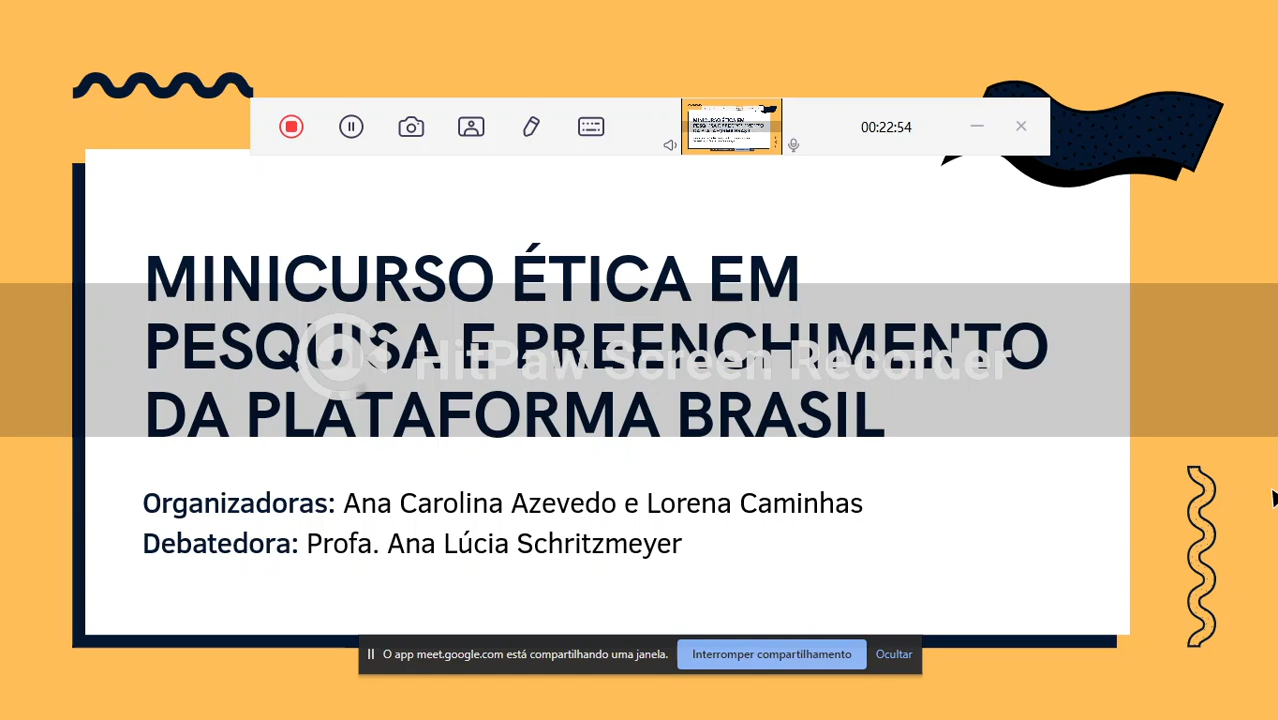 00:22:54
MINICURSO ÉTICA EM
PESQUISA E PREENCHIMENTO
DA PLATAFORMA BRASIL
HitPaw Screen Recorder
Organizadoras: Ana Carolina Azevedo e Lorena Caminhas
Debatedora: Profa. Ana Lúcia Schritzmeyer
O app meet.google.com está compartilhando uma janela.
Interromper compartilhamento
Ocultar